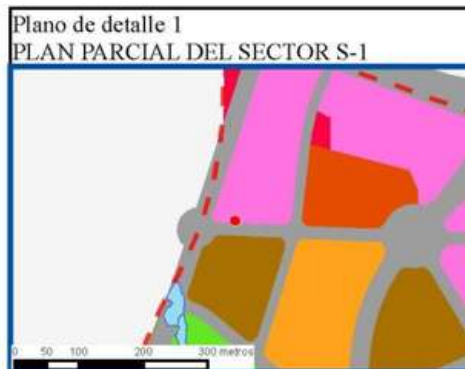 Plano de detalle 1
PLAN PARCIAL DEL SECTOR S-1
0 50 100 200 300 metros